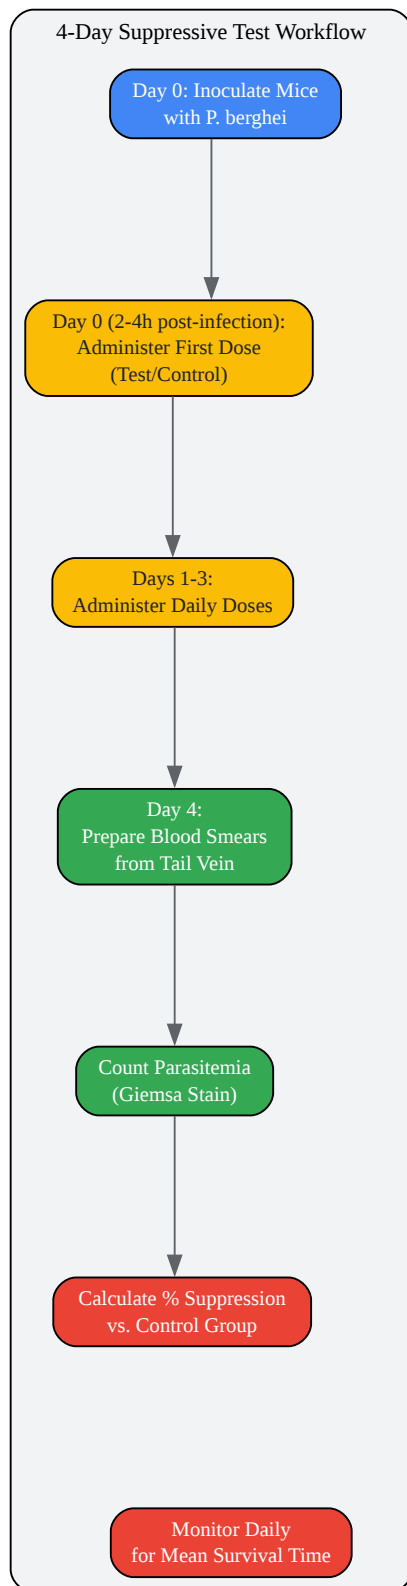 4-Day Suppressive Test Workflow
Day 0: Inoculate Mice
with P. berghei
Day 0 (2-4h post-infection):
Administer First Dose
(Test/Control)
Days 1-3:
Administer Daily Doses
Day 4:
Prepare Blood Smears
from Tail Vein
Count Parasitemia
(Giemsa Stain)
Calculate % Suppression
vs. Control Group
Monitor Daily
for Mean Survival Time